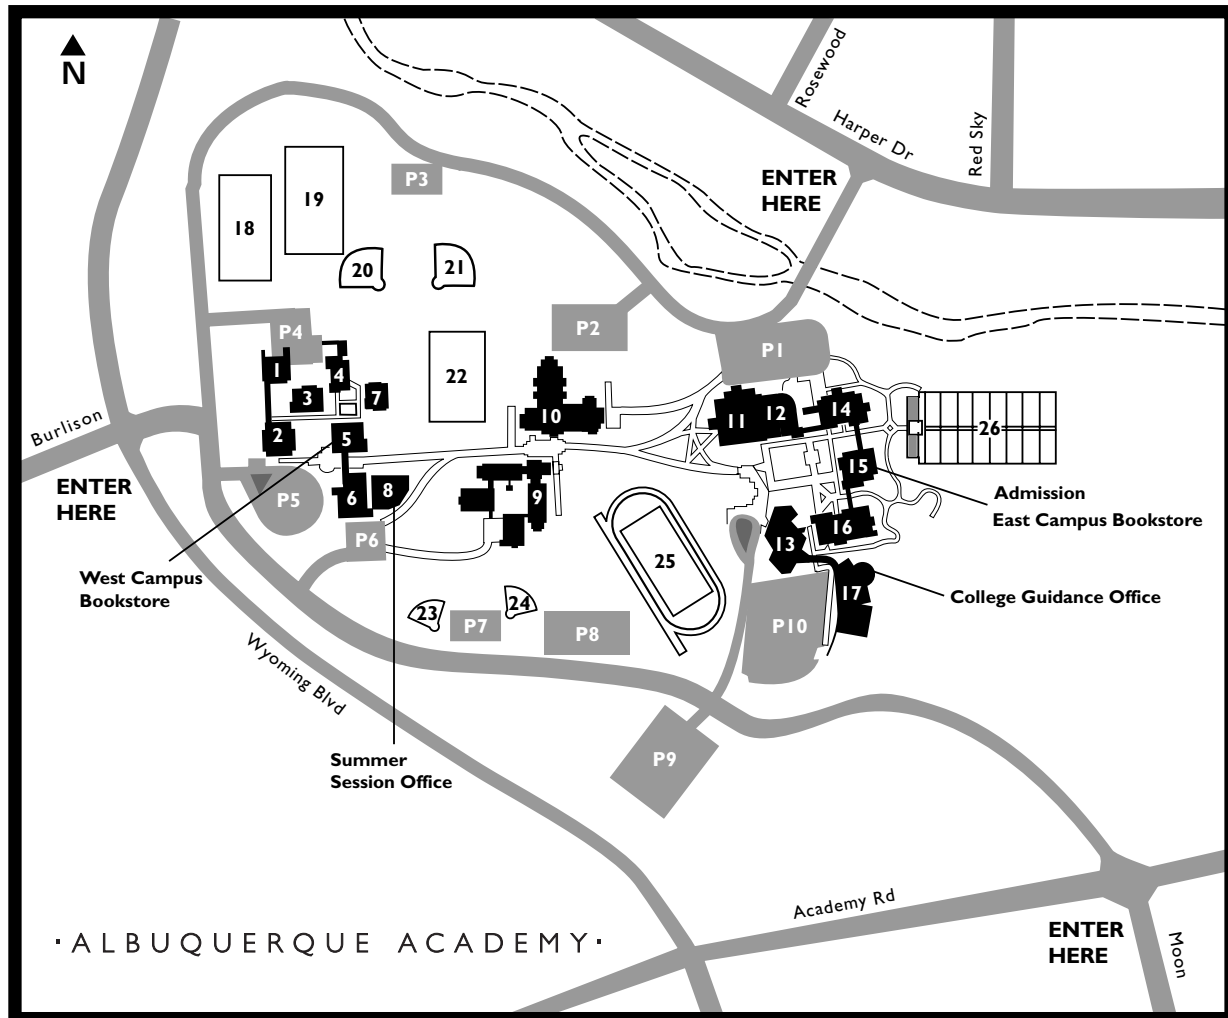 N
Rosewood
Harper Dr
Red Sky
ENTER
HERE
P3
19
18
20
21
P4
P2
P1
1
4
3
7
22
10
11
12
14
26
2
5
15
Burlison
ENTER
HERE
P5
6
8
9
16
Admission
East Campus Bookstore
P6
13
25
West Campus
Bookstore
17
College Guidance Office
23
24
P7
P8
P10
Wyoming Blvd
Summer
Session Office
P9
Academy Rd
ENTER
HERE
Moon
·ALBUQUERQUE ACADEMY·